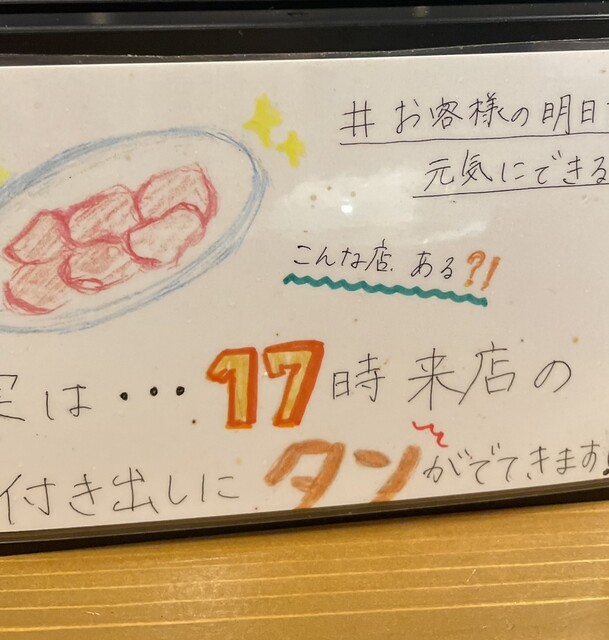 #お客様の明日
元気にできる
こんな店. ある?!
実は・・・17時来店の
付き出しにタンがでてきます!